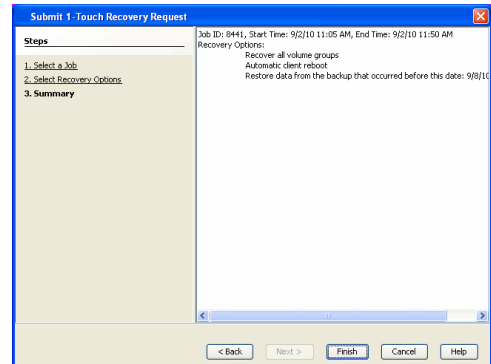 Submit 1-Touch Recovery Request
Steps
1. Select a Job
2. Select Recovery Options
3. Summary
Job ID: 8441, Start Time: 9/2/10 11:05 AM, End Time: 9/2/10 11:50 AM
Recovery Options:
Recover all volume groups
Automatic client reboot
Restore data from the backup that occurred before this date: 9/8/10
< Back
Next >
Finish
Cancel
Help